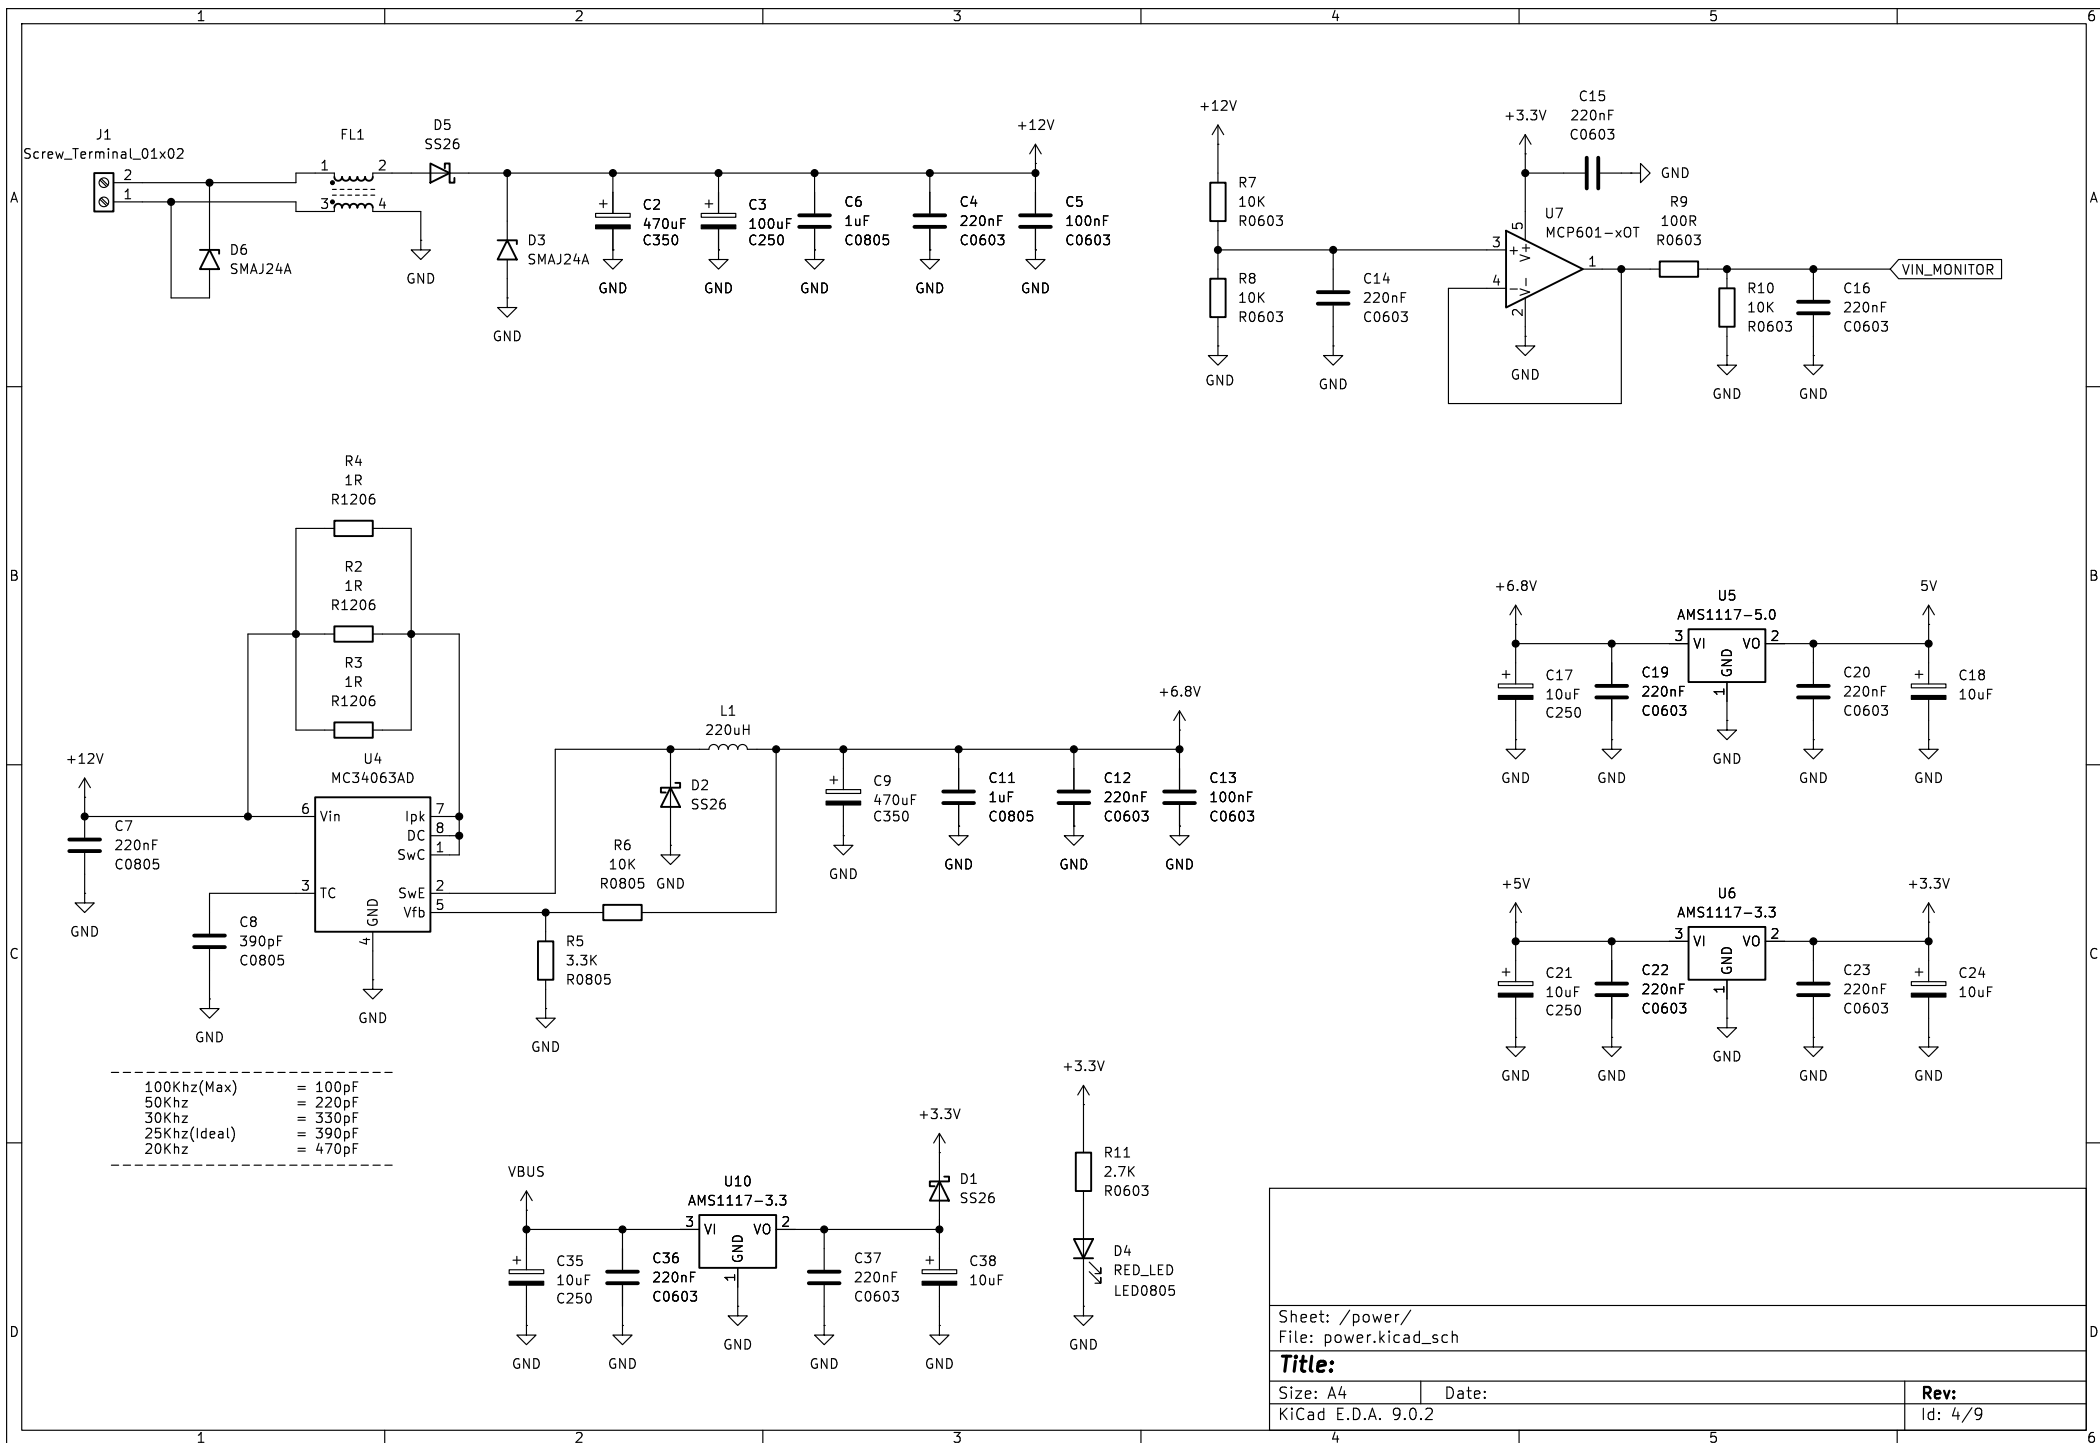 1 2 3 4 5 6
A
A
B
B
C
C
D
D
J1
Screw_Terminal_01x02
2
1
D6
SMAJ24A
FL1
1 2
3 4
GND
D5
SS26
D3
SMAJ24A
GND
+
C2
470uF
C350
GND
+
C3
100uF
C250
GND
C6
1uF
C0805
GND
C4
220nF
C0603
GND
+12V
C5
100nF
C0603
GND
+12V
R7
10K
R0603
R8
10K
R0603
GND
C14
220nF
C0603
GND
+3.3V
C15
220nF
C0603
GND
U7
MCP601-xOT
3
4
5
2
1
+
-
V+
V-
GND
R9
100R
R0603
R10
10K
R0603
GND
C16
220nF
C0603
GND
VIN_MONITOR
R4
1R
R1206
R2
1R
R1206
R3
1R
R1206
+12V
C7
220nF
C0805
GND
U4
MC34063AD
6 Vin
3 TC
Ipk 7
DC 8
SwC 1
SwE 2
Vfb 5
GND
4
GND
C8
390pF
C0805
GND
R5
3.3K
R0805
GND
R6
10K
R0805
D2
SS26
GND
L1
220uH
+
C9
470uF
C350
GND
C11
1uF
C0805
GND
C12
220nF
C0603
GND
+6.8V
C13
100nF
C0603
GND
+6.8V
+
C17
10uF
C250
GND
C19
220nF
C0603
GND
U5
AMS1117-5.0
3 VI VO 2
GND
1
GND
C20
220nF
C0603
GND
5V
+
C18
10uF
GND
+5V
+
C21
10uF
C250
GND
C22
220nF
C0603
GND
U6
AMS1117-3.3
3 VI VO 2
GND
1
GND
C23
220nF
C0603
GND
+3.3V
+
C24
10uF
GND
100Khz(Max) = 100pF
50Khz = 220pF
30Khz = 330pF
25Khz(Ideal) = 390pF
20Khz = 470pF
VBUS
+
C35
10uF
C250
GND
C36
220nF
C0603
GND
U10
AMS1117-3.3
3 VI VO 2
GND
1
GND
C37
220nF
C0603
GND
+3.3V
D1
SS26
+
C38
10uF
GND
+3.3V
R11
2.7K
R0603
D4
RED_LED
LED0805
GND
Sheet: /power/
File: power.kicad_sch
Title:
Size: A4 Date: Rev:
KiCad E.D.A. 9.0.2 Id: 4/9
1 2 3 4 5 6